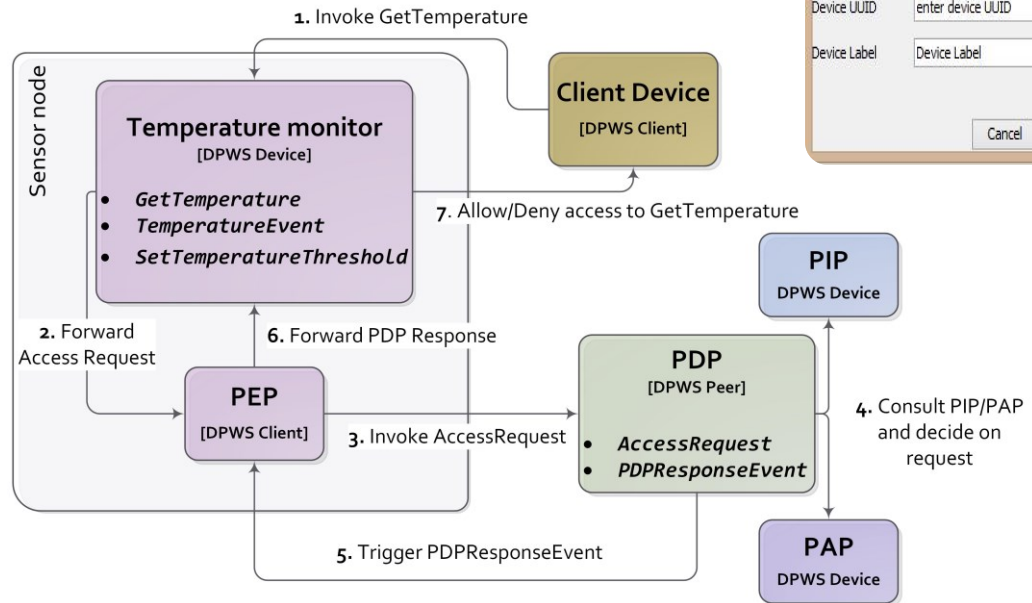 1. Invoke GetTemperature
Device UUID
enter device UUID
Device Label
Device Label
Cancel
Sensor node
Temperature monitor
[DPWS Device]
• GetTemperature
• TemperatureEvent
• SetTemperatureThreshold
Client Device
[DPWS Client]
7. Allow/Deny access to GetTemperature
PIP
DPWS Device
2. Forward
Access Request
6. Forward PDP Response
PEP
[DPWS Client]
3. Invoke AccessRequest
PDP
[DPWS Peer]
• AccessRequest
• PDPResponseEvent
4. Consult PIP/PAP
and decide on
request
5. Trigger PDPResponseEvent
PAP
DPWS Device